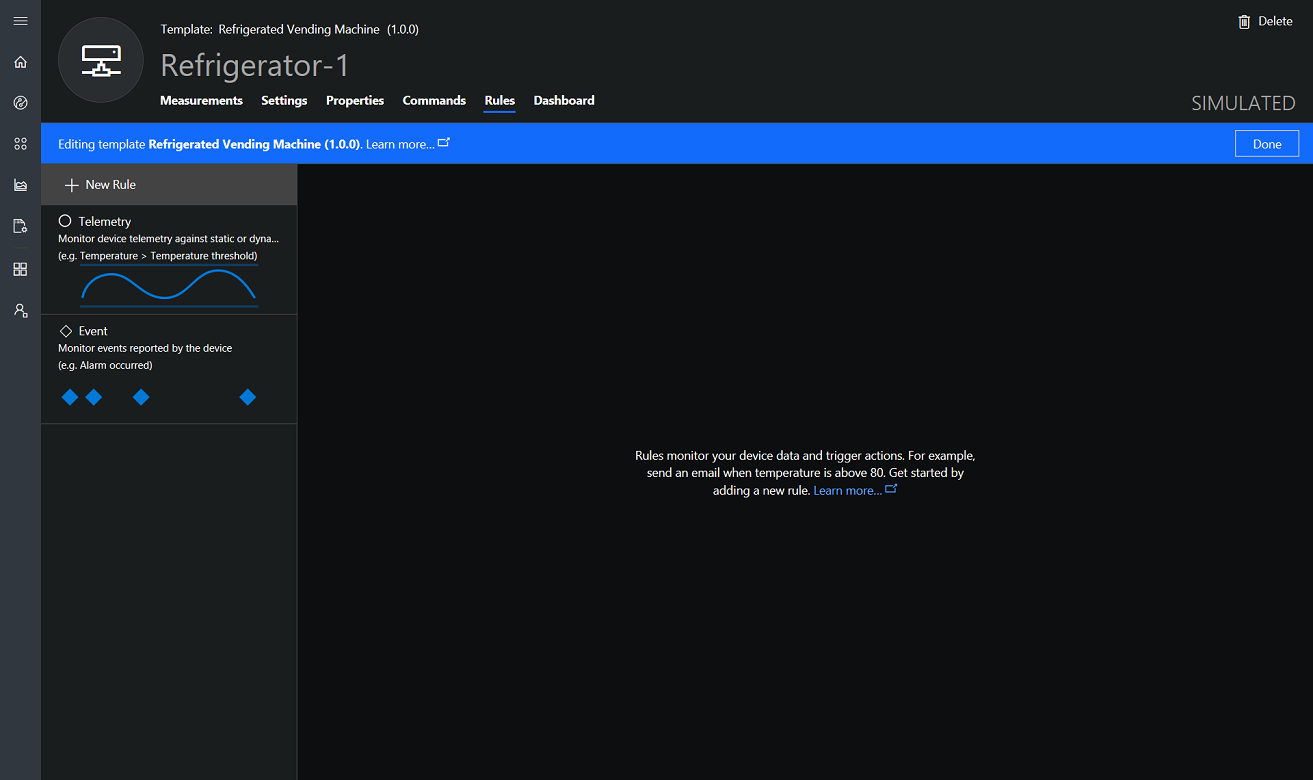 Template: Refrigerated Vending Machine (1.0.0)
Delete
Refrigerator-1
Measurements Settings Properties Commands Rules Dashboard
SIMULATED
Editing template Refrigerated Vending Machine (1.0.0). Learn more...
Done
New Rule
Telemetry
Monitor device telemetry against static or dyna...
(e.g. Temperature > Temperature threshold)
Event
Monitor events reported by the device
(e.g. Alarm occurred)
Rules monitor your device data and trigger actions. For example,
send an email when temperature is above 80. Get started by
adding a new rule. Learn more...